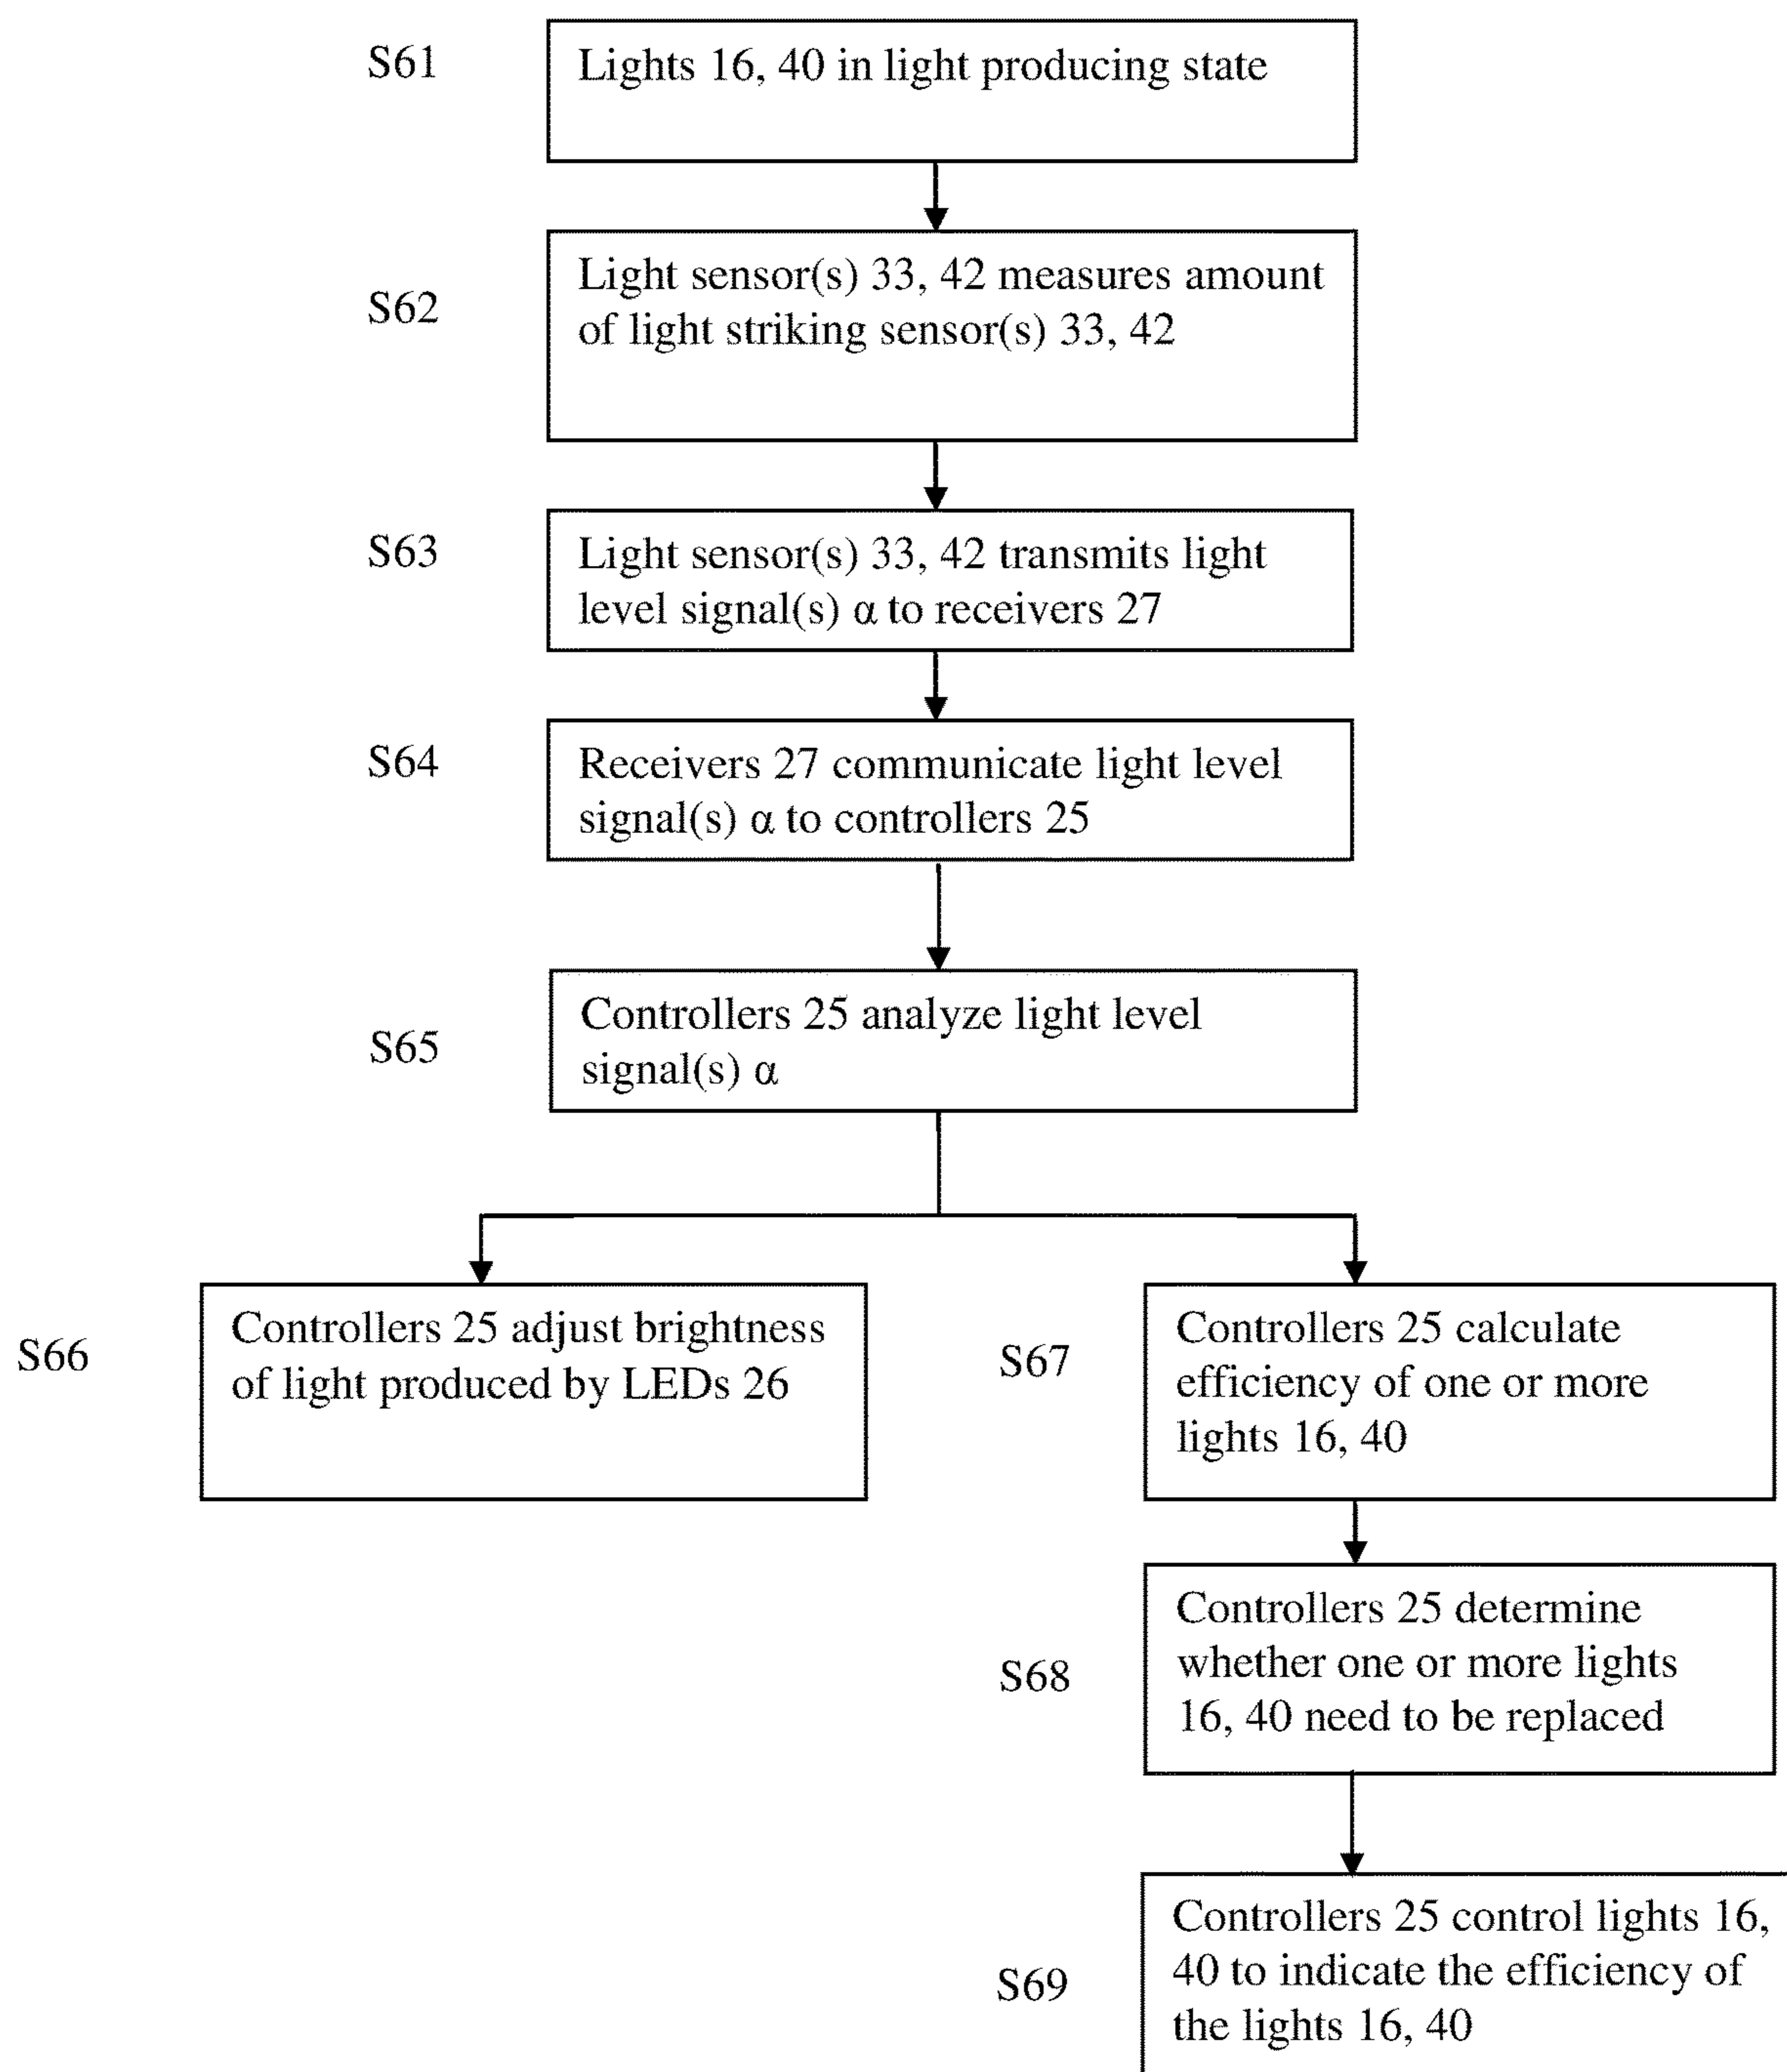 S61
Lights 16, 40 in light producing state
S62
Light sensor(s) 33, 42 measures amount
of light striking sensor(s) 33, 42
S63
Light sensor(s) 33, 42 transmits light
level signal(s) α to receivers 27
S64
Receivers 27 communicate light level
signal(s) α to controllers 25
S65
Controllers 25 analyze light level
signal(s) α
S66
Controllers 25 adjust brightness
of light produced by LEDs 26
S67
Controllers 25 calculate
efficiency of one or more
lights 16, 40
S68
Controllers 25 determine
whether one or more lights
16, 40 need to be replaced
S69
Controllers 25 control lights 16,
40 to indicate the efficiency of
the lights 16, 40